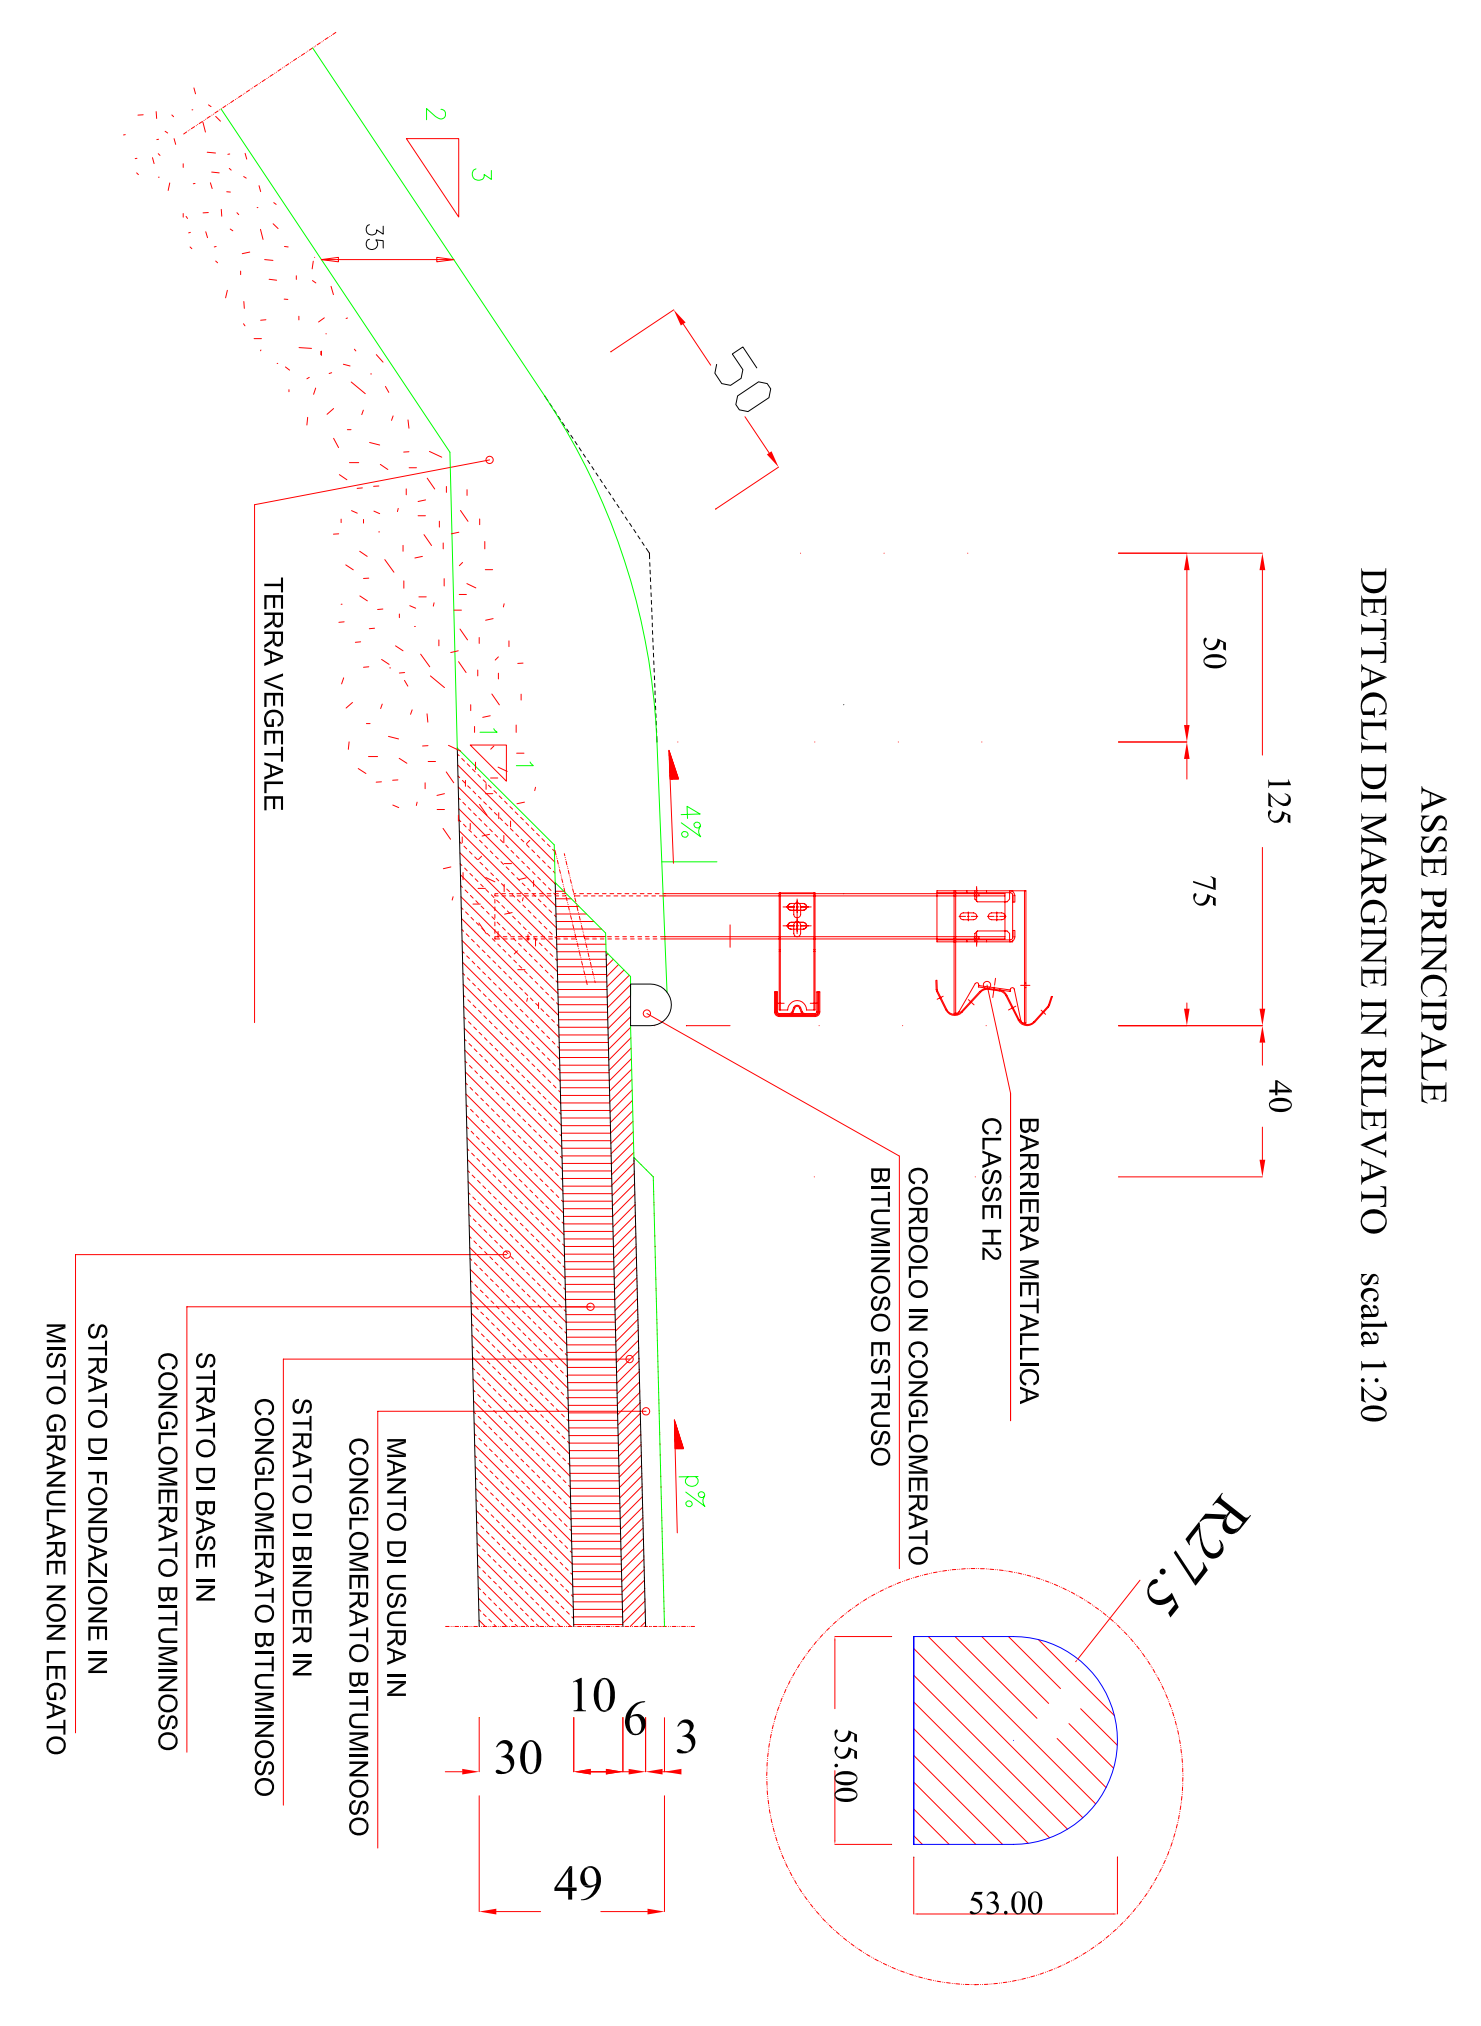 ASSE PRINCIPALE
DETTAGLI DI MARGINE IN RILEVATO scala 1:20
125
40
50
75
50
2
3
35
4%
1
1
p%
BARRIERA METALLICA
CLASSE H2
CORDOLO IN CONGLOMERATO
BITUMINOSO ESTRUSO
TERRA VEGETALE
R27.5
55.00
53.00
3
6
10
30
49
MANTO DI USURA IN
CONGLOMERATO BITUMINOSO
STRATO DI BINDER IN
CONGLOMERATO BITUMINOSO
STRATO DI BASE IN
CONGLOMERATO BITUMINOSO
STRATO DI FONDAZIONE IN
MISTO GRANULARE NON LEGATO